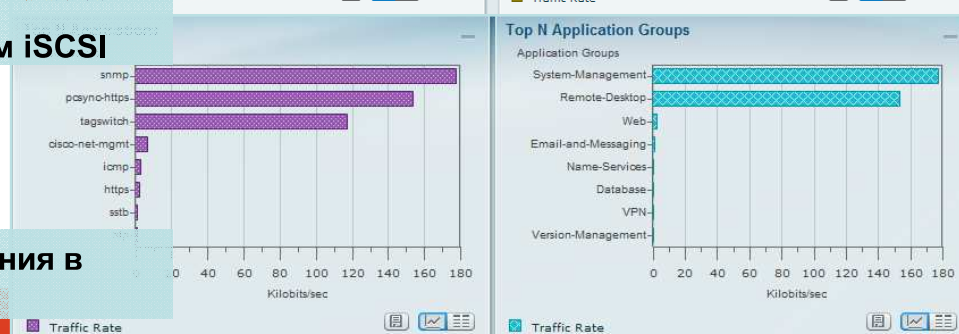 Traffic Rate
м iSCSI
snmp
pcsync-https
tagswitch
cisco-net-mgmt
icmp
https
sstb
40 60 80 100 120 140 160 180
Kilobits/sec
ния в
Traffic Rate
Top N Application Groups
Application Groups
System-Management
Remote-Desktop
Web
Email-and-Messaging
Name-Services
Database
VPN
Version-Management
0 20 40 60 80 100 120 140 160 180
Kilobits/sec
Traffic Rate